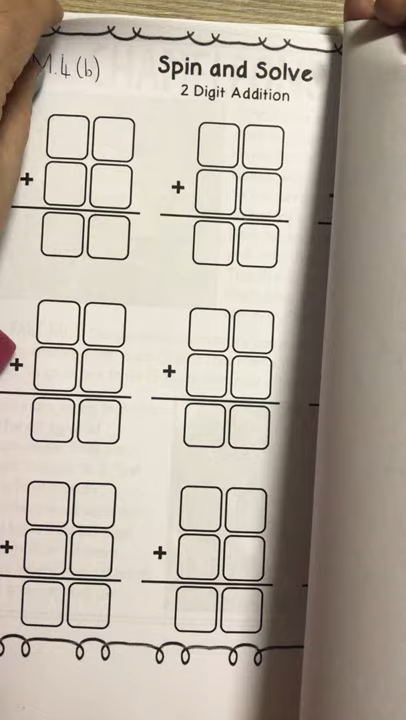 M.4(b)
Spin and Solve
2 Digit Addition
+
+
+
+
+
+